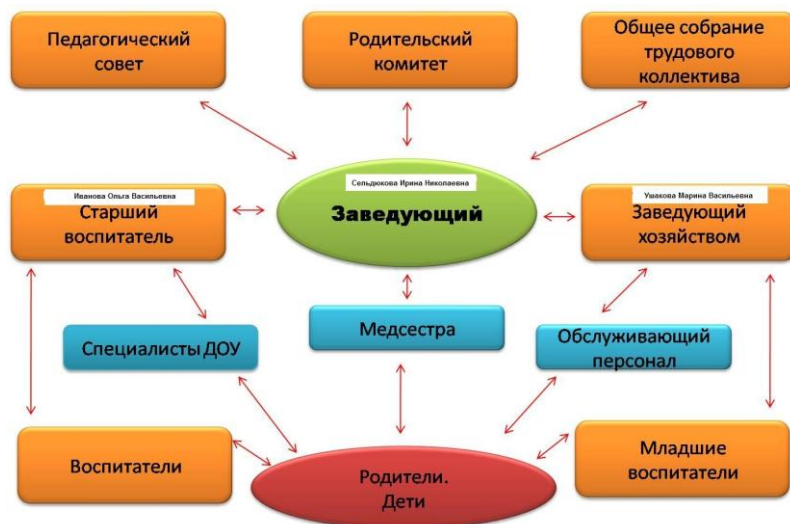 Педагогический
совет
Родительский
комитет
Общее собрание
трудового
коллектива
Иванова Ольга Васильевна
Старший
воспитатель
Сельдюкова Ирина Николаевна
Заведующий
Ушакова Марина Васильевна
Заведующий
хозяйством
Специалисты ДОУ
Медсестра
Обслуживающий
персонал
Воспитатели
Родители.
Дети
Младшие
воспитатели